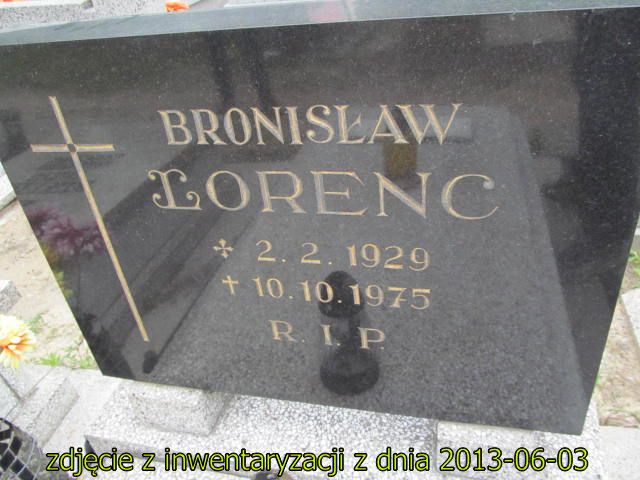 BRONISŁAW
LORENC
✢ 2.2.1929
✝ 10.10.1975
R.I.P.
zdjęcie z inwentaryzacji z dnia 2013-06-03